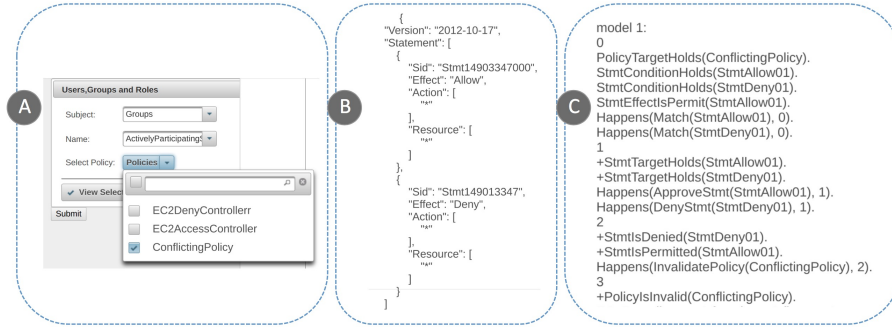 A
Users,Groups and Roles
Subject:
Groups
Name:
ActivelyParticipatingS
Select Policy:
Policies
View Selec
Submit
EC2DenyControllerr
EC2AccessController
ConflictingPolicy
B
{
"Version": "2012-10-17",
"Statement": [
{
"Sid": "Stmt14903347000",
"Effect": "Allow",
"Action": [
"*"
],
"Resource": [
"*"
]
},
{
"Sid": "Stmt149013347",
"Effect": "Deny",
"Action": [
"*"
],
"Resource": [
"*"
]
}
]
C
model 1:
0
PolicyTargetHolds(ConflictingPolicy).
StmtConditionHolds(StmtAllow01).
StmtConditionHolds(StmtDeny01).
StmtEffectIsPermit(StmtAllow01).
Happens(Match(StmtAllow01), 0).
Happens(Match(StmtDeny01), 0).
1
+StmtTargetHolds(StmtAllow01).
+StmtTargetHolds(StmtDeny01).
Happens(ApproveStmt(StmtAllow01), 1).
Happens(DenyStmt(StmtDeny01), 1).
2
+StmtIsDenied(StmtDeny01).
+StmtIsPermitted(StmtAllow01).
Happens(InvalidatePolicy(ConflictingPolicy), 2).
3
+PolicyIsInvalid(ConflictingPolicy).